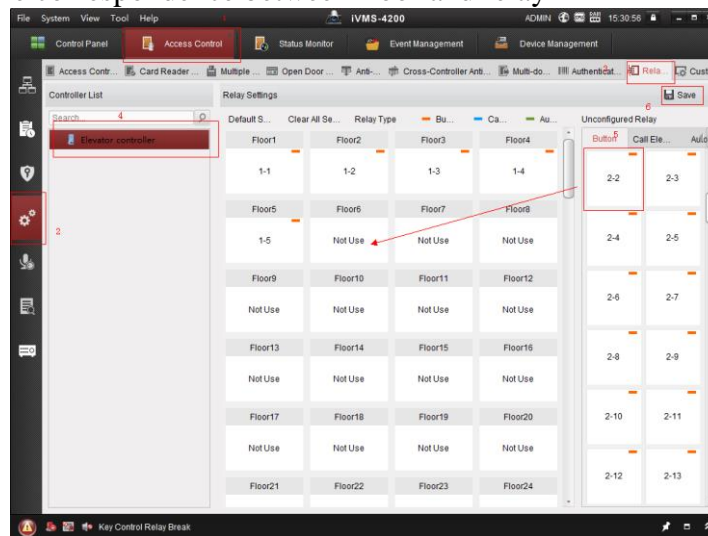 File System View Tool Help 1 iVMS-4200 ADMIN 15:30:56
Control Panel Access Control Status Monitor Event Management Device Management
Access Contr... Card Reader ... Multiple ... Open Door ... Anti-... Cross-Controller Anti... Multi-do... Authenticat... Rela... Cust
Controller List Relay Settings 6 Save
Search... 4 Default S... Clear All Se... Relay Type Bu... Ca... Au... Unconfigured Relay
Elevator controller Floor1 Floor2 Floor3 Floor4 Button 5 Call Ele... Auto
1-1 1-2 1-3 1-4 2-2 2-3
Floor5 Floor6 Floor7 Floor8
2 1-5 Not Use Not Use Not Use 2-4 2-5
Floor9 Floor10 Floor11 Floor12
Not Use Not Use Not Use Not Use 2-6 2-7
Floor13 Floor14 Floor15 Floor16
Not Use Not Use Not Use Not Use 2-8 2-9
Floor17 Floor18 Floor19 Floor20
Not Use Not Use Not Use Not Use 2-10 2-11
Floor21 Floor22 Floor23 Floor24 2-12 2-13
Key Control Relay Break